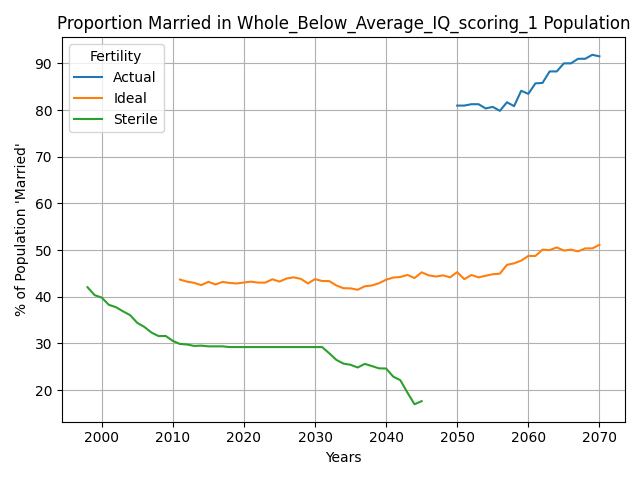 Proportion Married in Whole_Below_Average_IQ_scoring_1 Population
Fertility
Actual
Ideal
Sterile
% of Population 'Married'
90
80
70
60
50
40
30
20
2000
2010
2020
2030
2040
2050
2060
2070
Years